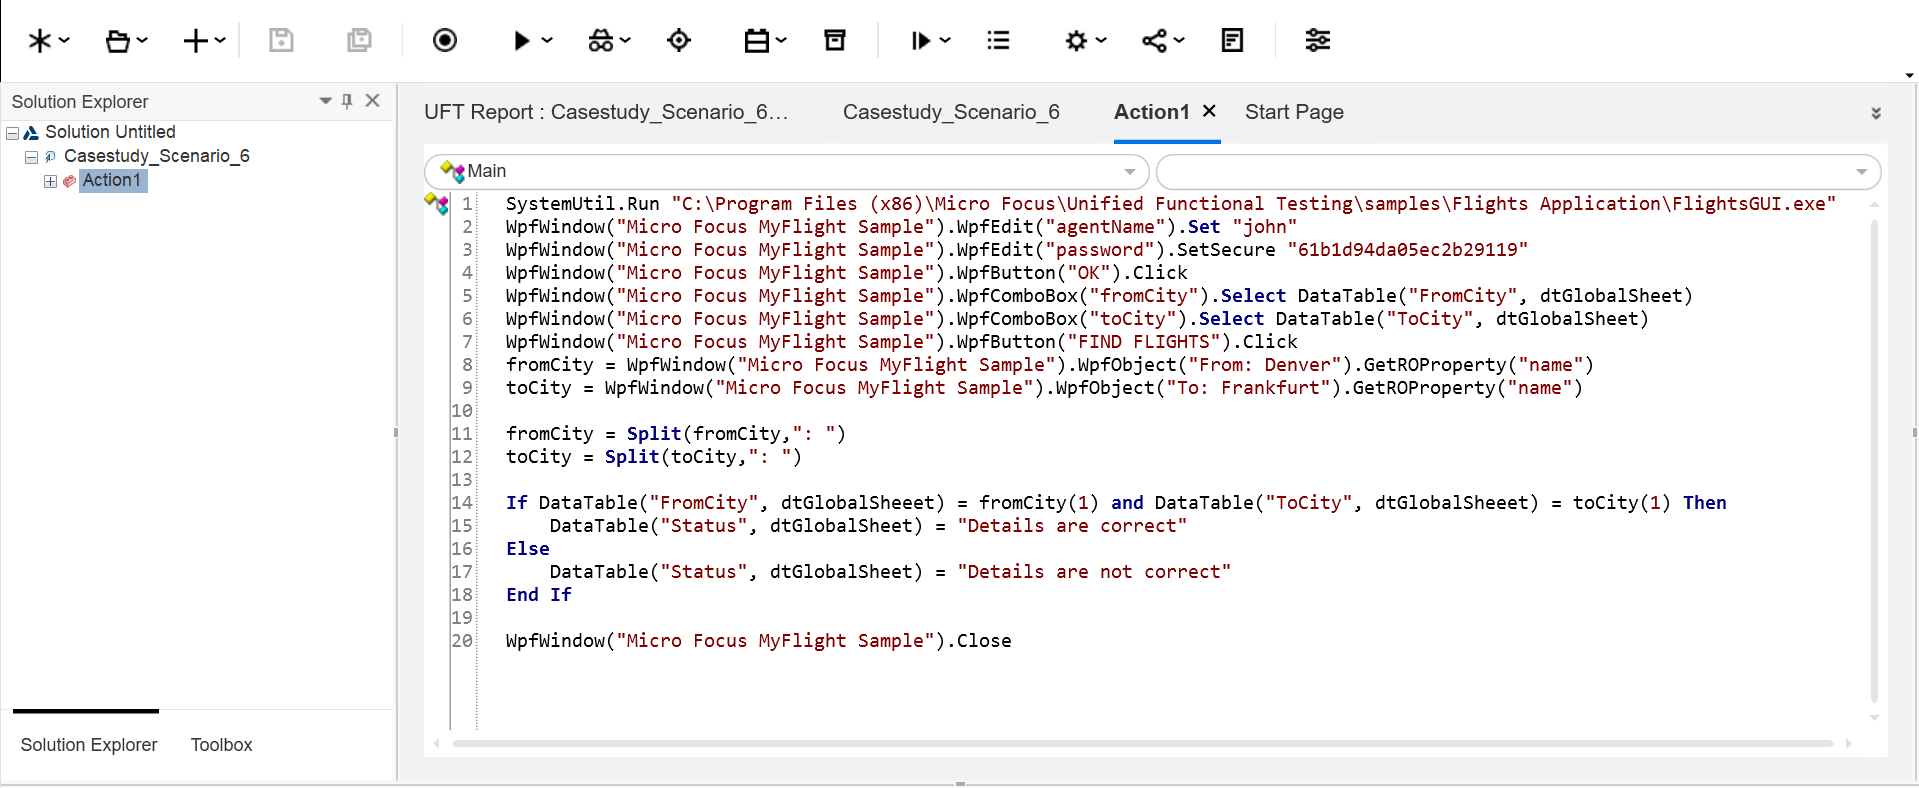 Solution Explorer
Solution Untitled
Casestudy_Scenario_6
Action1
Solution Explorer Toolbox
UFT Report : Casestudy_Scenario_6... Casestudy_Scenario_6 Action1 Start Page
Main
1 SystemUtil.Run "C:\Program Files (x86)\Micro Focus\Unified Functional Testing\samples\Flights Application\FlightsGUI.exe"
2 WpfWindow("Micro Focus MyFlight Sample").WpfEdit("agentName").Set "john"
3 WpfWindow("Micro Focus MyFlight Sample").WpfEdit("password").SetSecure "61b1d94da05ec2b29119"
4 WpfWindow("Micro Focus MyFlight Sample").WpfButton("OK").Click
5 WpfWindow("Micro Focus MyFlight Sample").WpfComboBox("fromCity").Select DataTable("FromCity", dtGlobalSheet)
6 WpfWindow("Micro Focus MyFlight Sample").WpfComboBox("toCity").Select DataTable("ToCity", dtGlobalSheet)
7 WpfWindow("Micro Focus MyFlight Sample").WpfButton("FIND FLIGHTS").Click
8 fromCity = WpfWindow("Micro Focus MyFlight Sample").WpfObject("From: Denver").GetROProperty("name")
9 toCity = WpfWindow("Micro Focus MyFlight Sample").WpfObject("To: Frankfurt").GetROProperty("name")
10
11 fromCity = Split(fromCity,": ")
12 toCity = Split(toCity,": ")
13
14 If DataTable("FromCity", dtGlobalSheeet) = fromCity(1) and DataTable("ToCity", dtGlobalSheeet) = toCity(1) Then
15 DataTable("Status", dtGlobalSheet) = "Details are correct"
16 Else
17 DataTable("Status", dtGlobalSheet) = "Details are not correct"
18 End If
19
20 WpfWindow("Micro Focus MyFlight Sample").Close